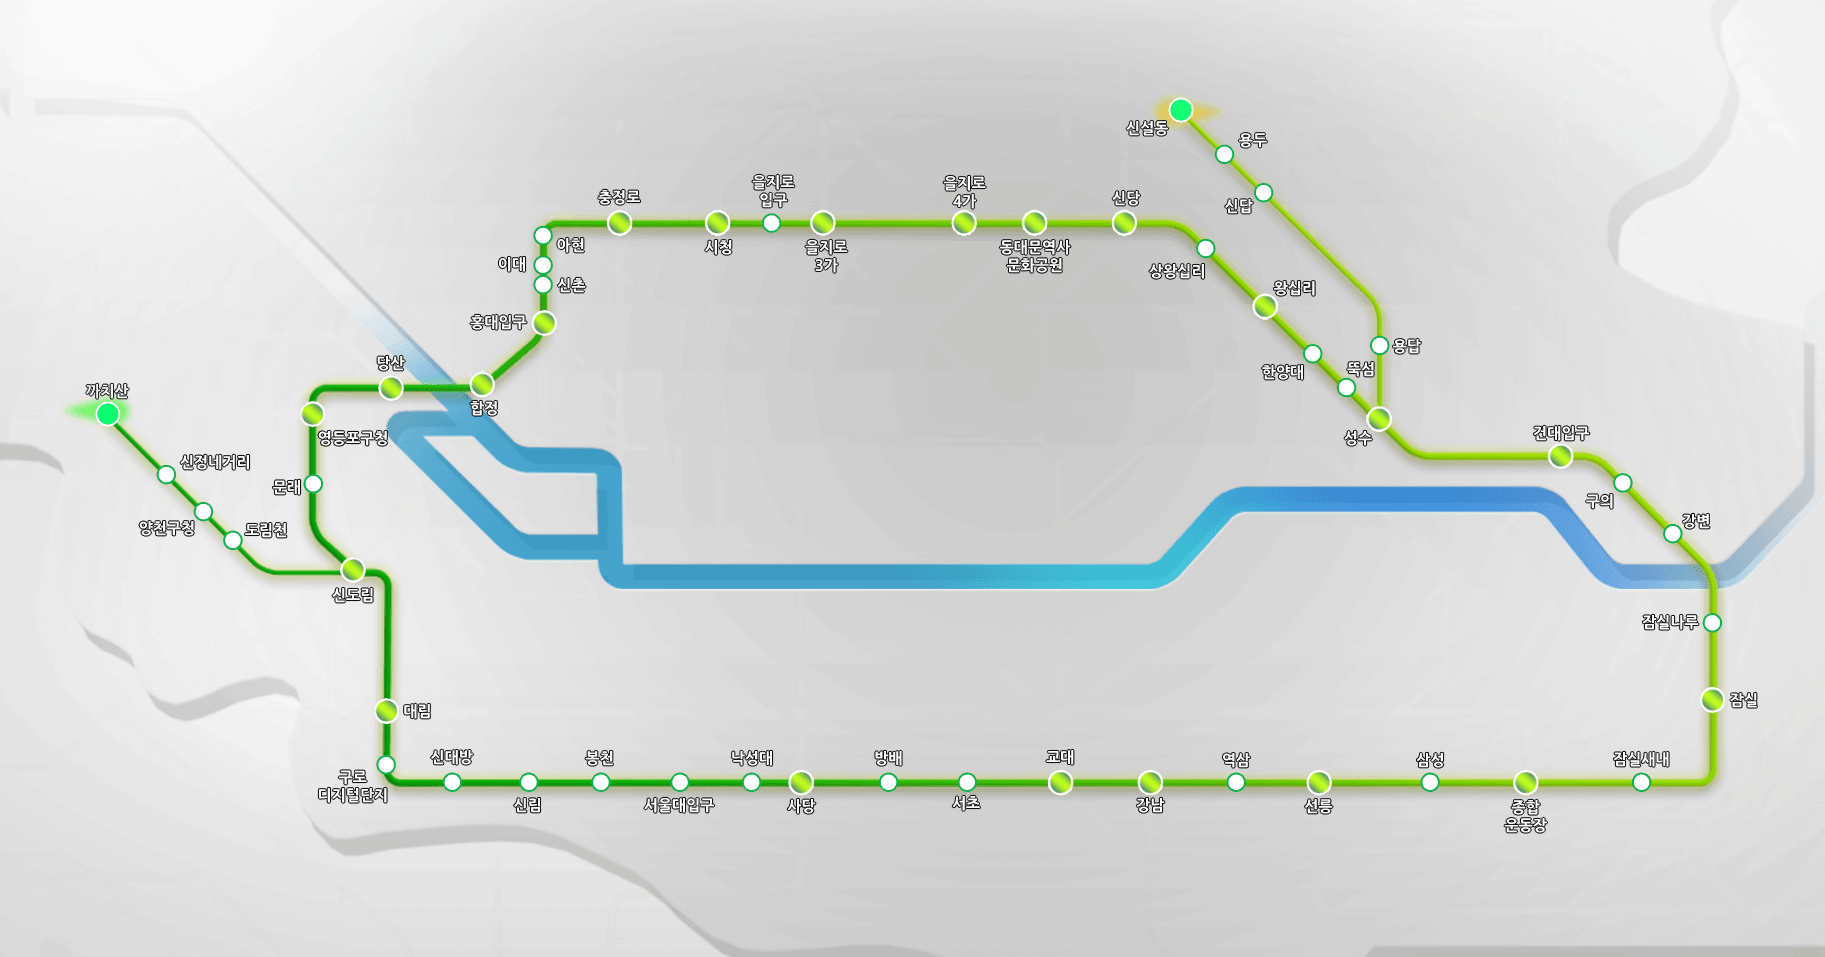 신설동
용두
신답
충정로
을지로
입구
을지로
4가
신당
아현
시청
을지로
3가
동대문역사
문화공원
상왕십리
왕십리
이대
신촌
홍대입구
한양대
뚝섬
용답
당산
합정
까치산
영등포구청
성수
건대입구
신정네거리
문래
구의
양천구청
도림천
강변
신도림
잠실나루
대림
잠실
구로
디지털단지
신대방
신림
봉천
서울대입구
낙성대
사당
방배
서초
교대
강남
역삼
선릉
삼성
종합
운동장
잠실새내